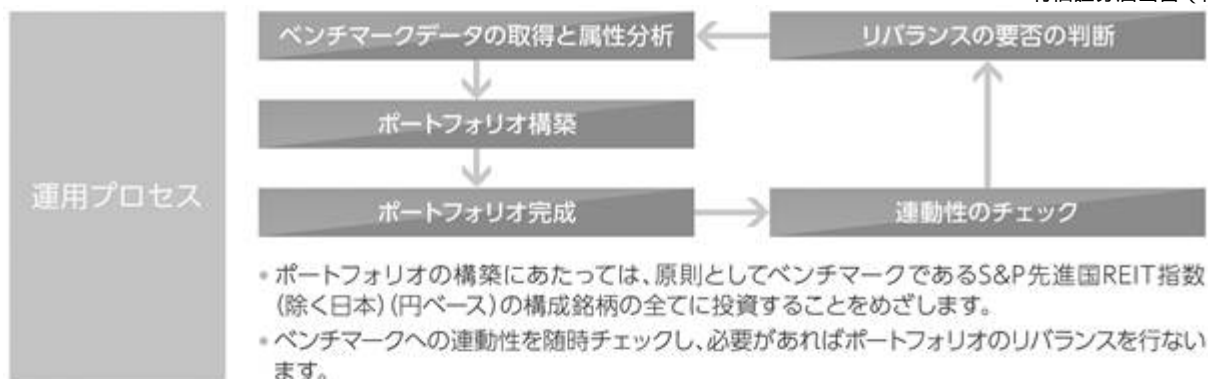 ベンチマークデータの取得と属性分析
リバランスの要否の判断
ポートフォリオ構築
運用プロセス
ポートフォリオ完成
連動性のチェック
•ポートフォリオの構築にあたっては、原則としてベンチマークであるS&P先進国REIT指数
(除く日本)(円ベース)の構成銘柄の全てに投資することをめざします。
•ベンチマークへの連動性を随時チェックし、必要があればポートフォリオのリバランスを行ない
ます。